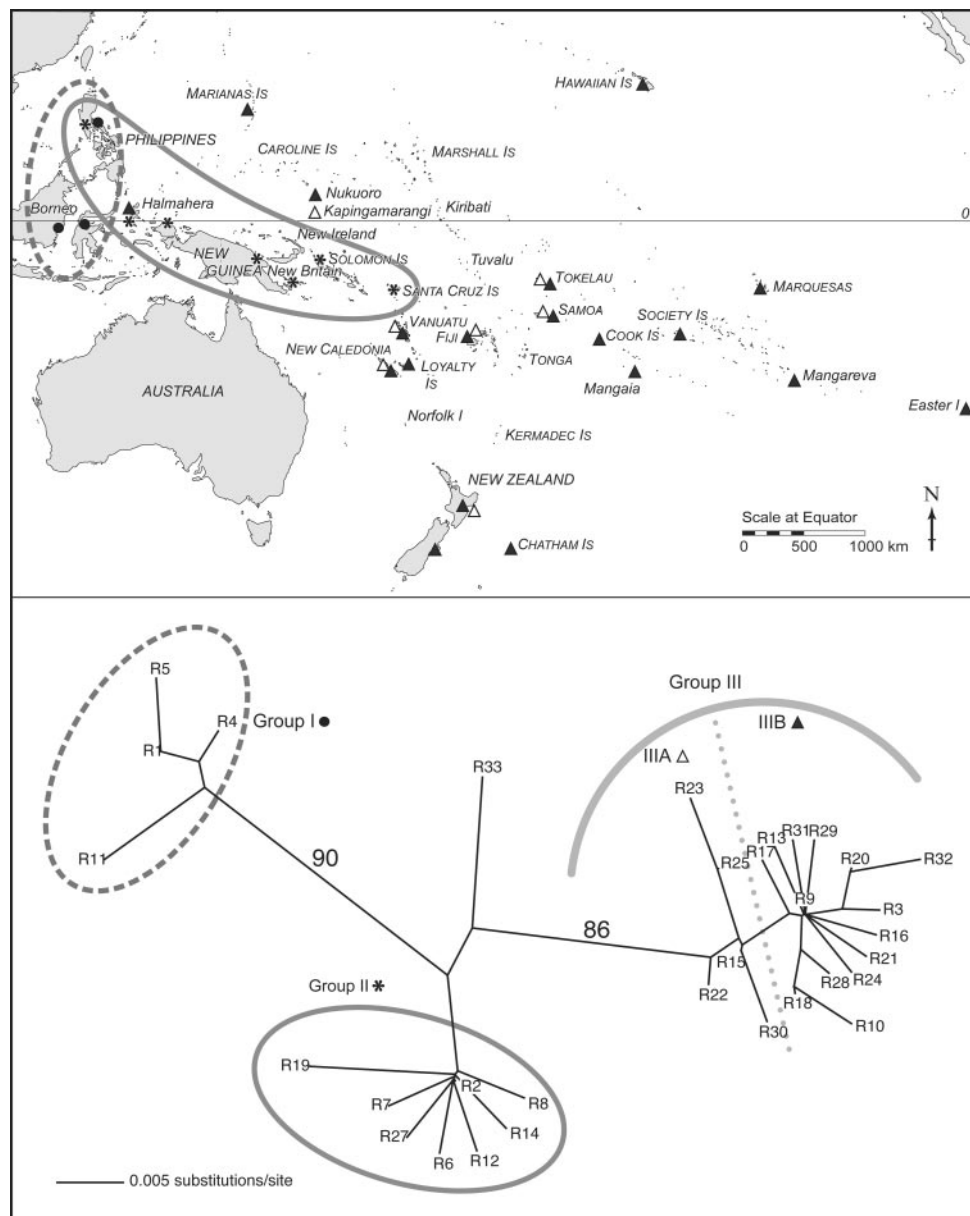 HAWAIIAN IS
MARIANAS IS
PHILIPPINES
CAROLINE IS
MARSHALL IS
Nukuoro
Kapingamarangi
Kiribati
Borneo
Halmahera
0
New Ireland
NEW GUINEA
New Britain
SOLOMON IS
Tuvalu
SANTA CRUZ IS
TOKELAU
MARQUESAS
VANUATU
FIJI
SAMOA
SOCIETY IS
COOK IS
NEW CALEDONIA
LOYALTY IS
TONGA
Mangaia
Mangareva
AUSTRALIA
Easter I
Norfolk I
KERMADEC IS
NEW ZEALAND
CHATHAM IS
N
Scale at Equator
0 500 1000 km
R5
R4
Group I
R1
R11
90
R33
Group III
IIIB
IIIA
R23
R13
R31
R29
R17
R25
R20
R32
R9
R3
86
R16
R15
R21
R22
R28
R24
R18
R30
R10
Group II
R19
R2
R7
R8
R27
R14
R6
R12
0.005 substitutions/site